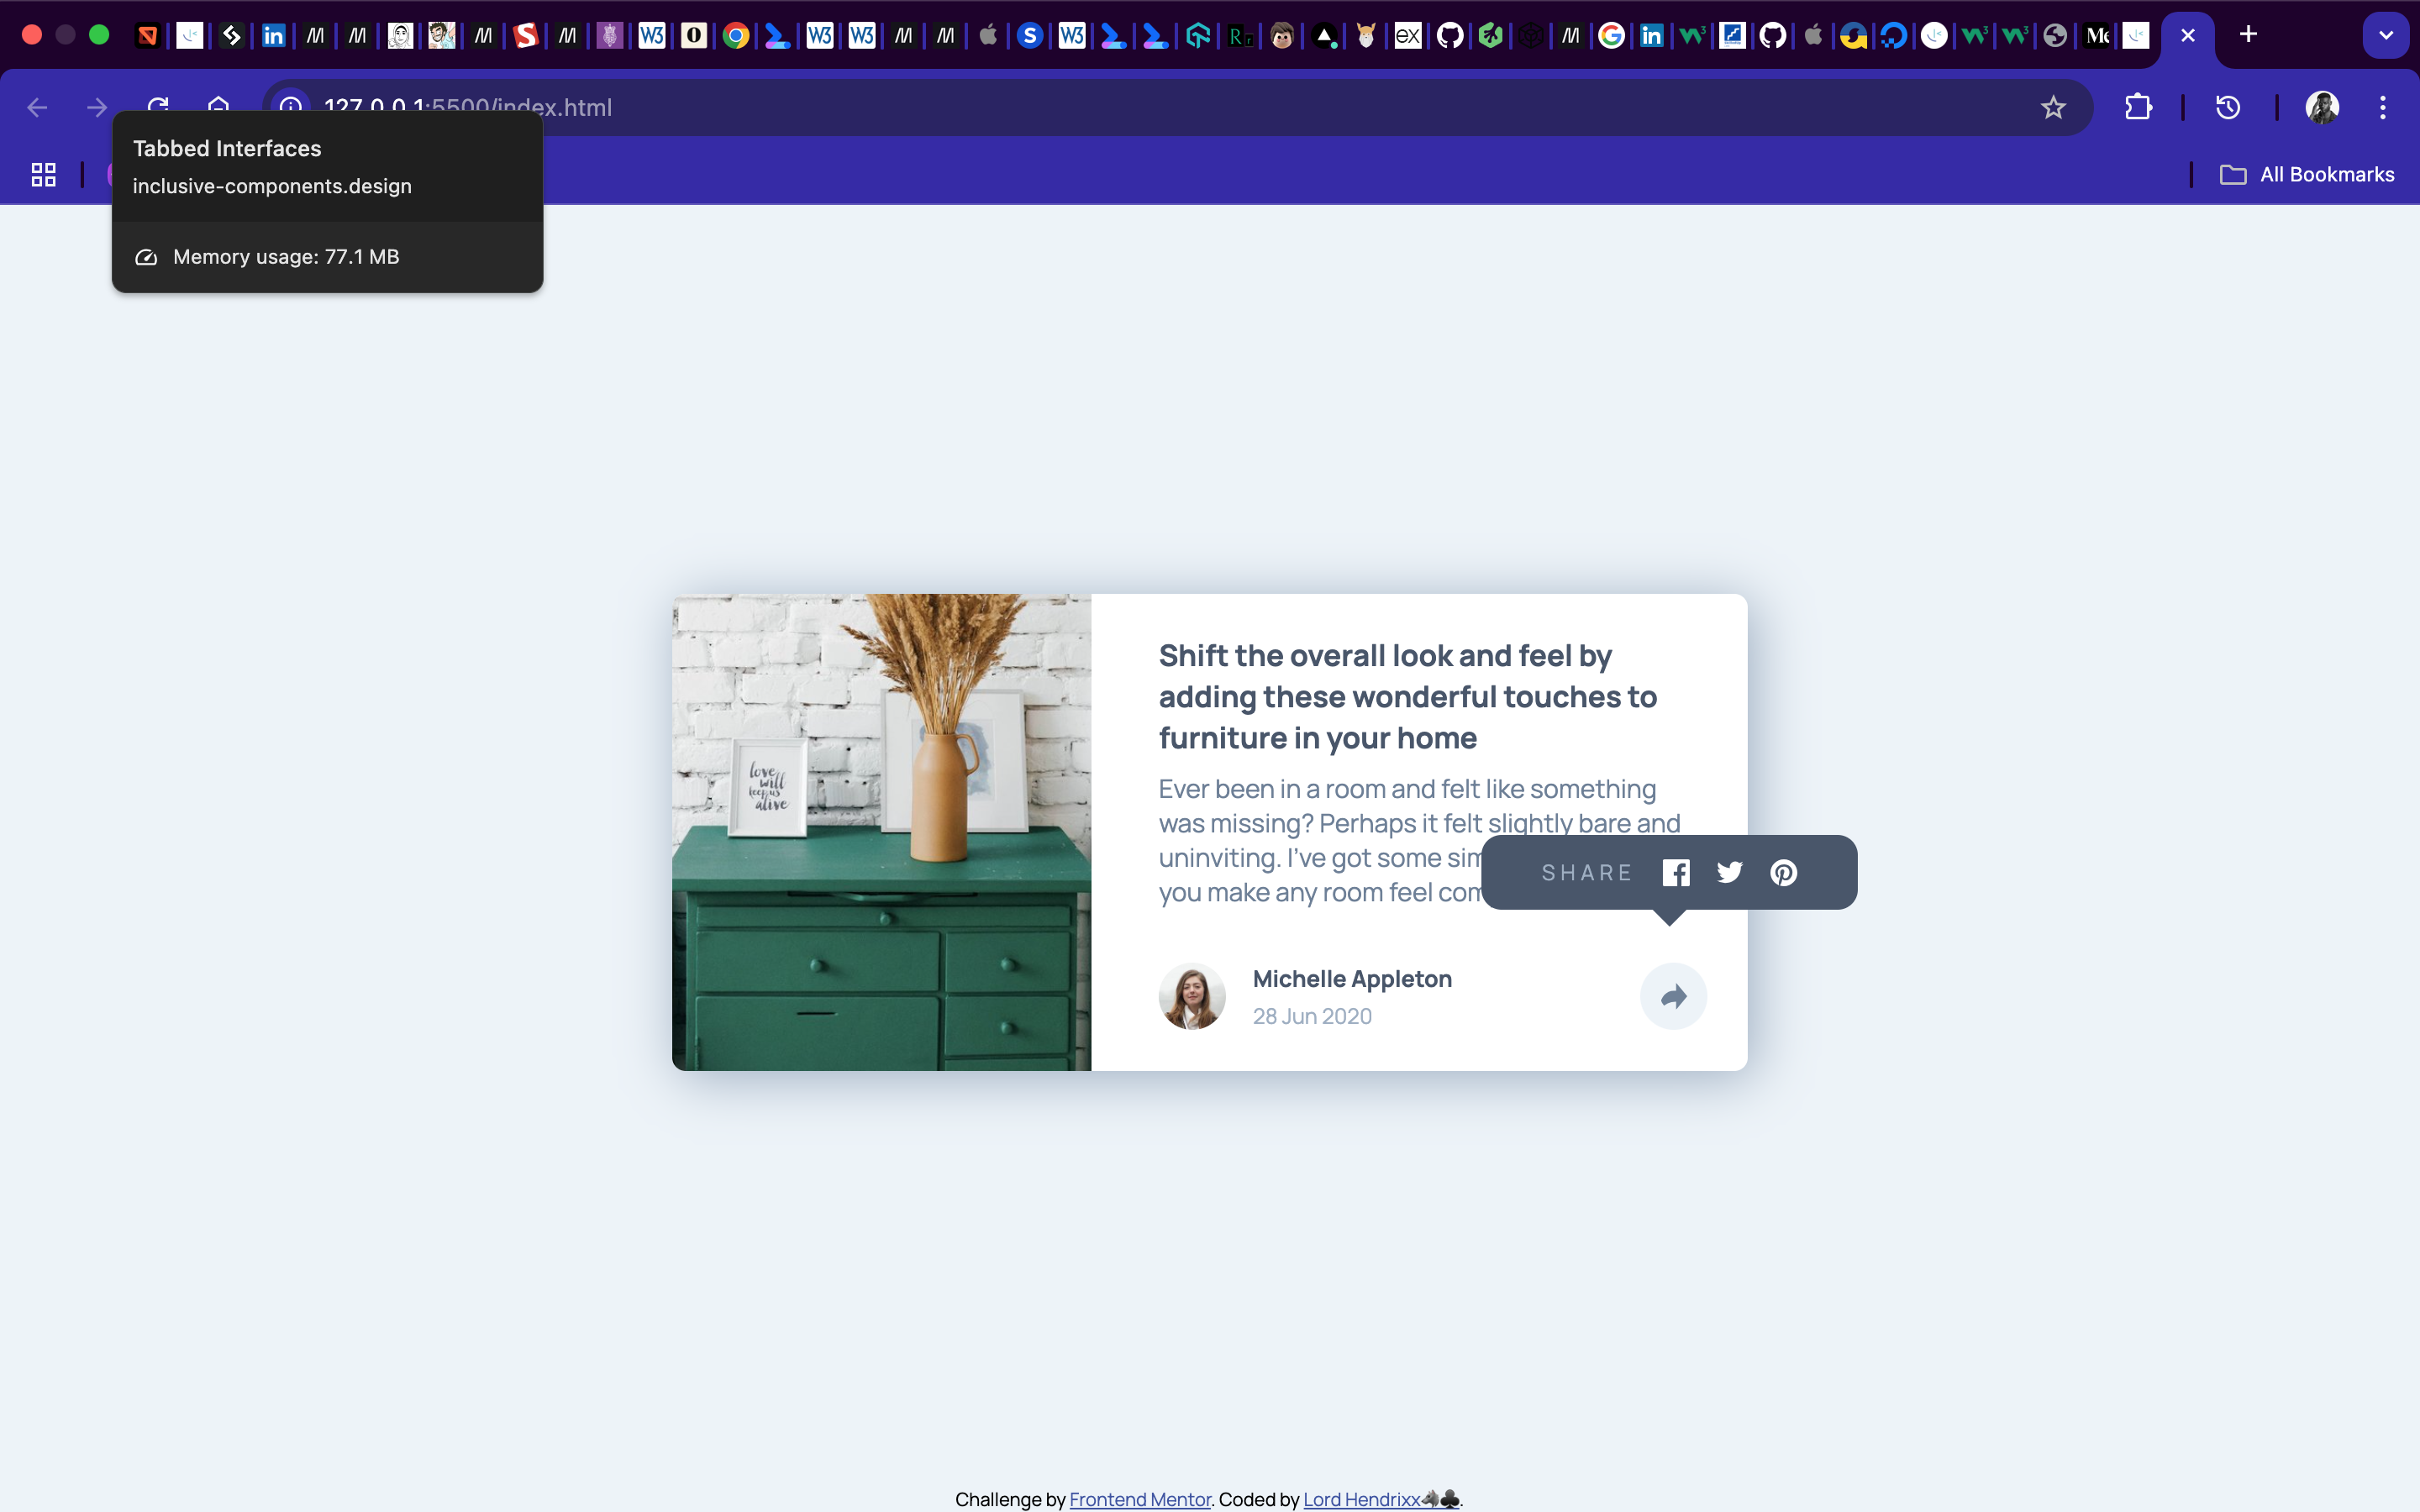 127.0.0.1:5500/index.html
Tabbed Interfaces
inclusive-components.design
Memory usage: 77.1 MB
All Bookmarks
Shift the overall look and feel by
adding these wonderful touches to
furniture in your home
Ever been in a room and felt like something
was missing? Perhaps it felt slightly bare and
uninviting. I’ve got some
you make any room feel
SHARE
love
will
keep us
alive
Michelle Appleton
28 Jun 2020
Challenge by Frontend Mentor. Coded by Lord Hendrixx🐺♣️.